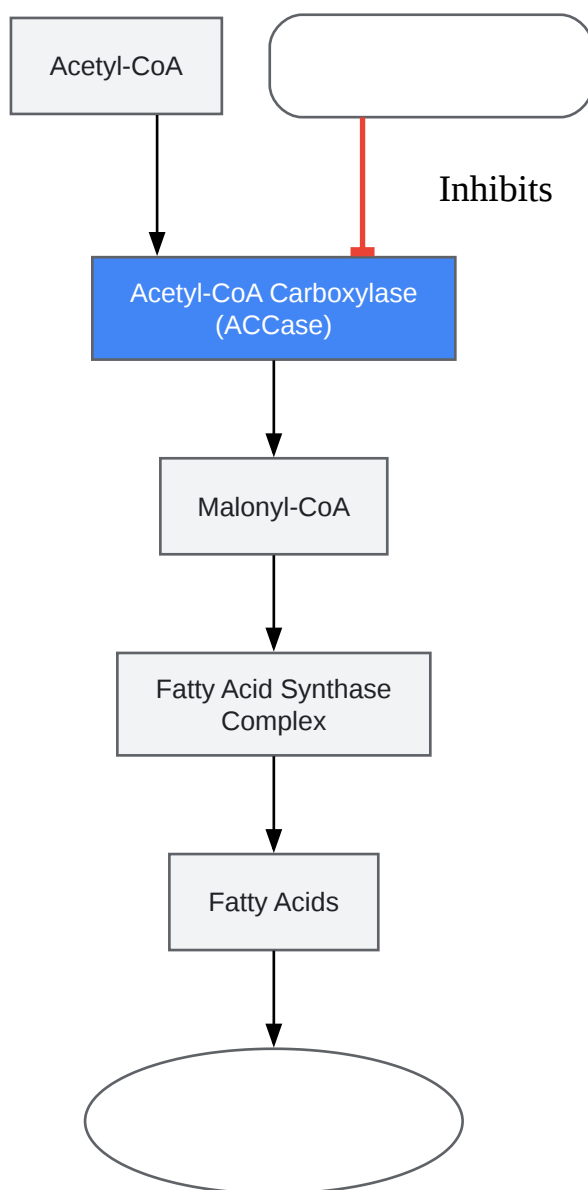 Acetyl-CoA
Inhibits
Acetyl-CoA Carboxylase
(ACCase)
Malonyl-CoA
Fatty Acid Synthase
Complex
Fatty Acids